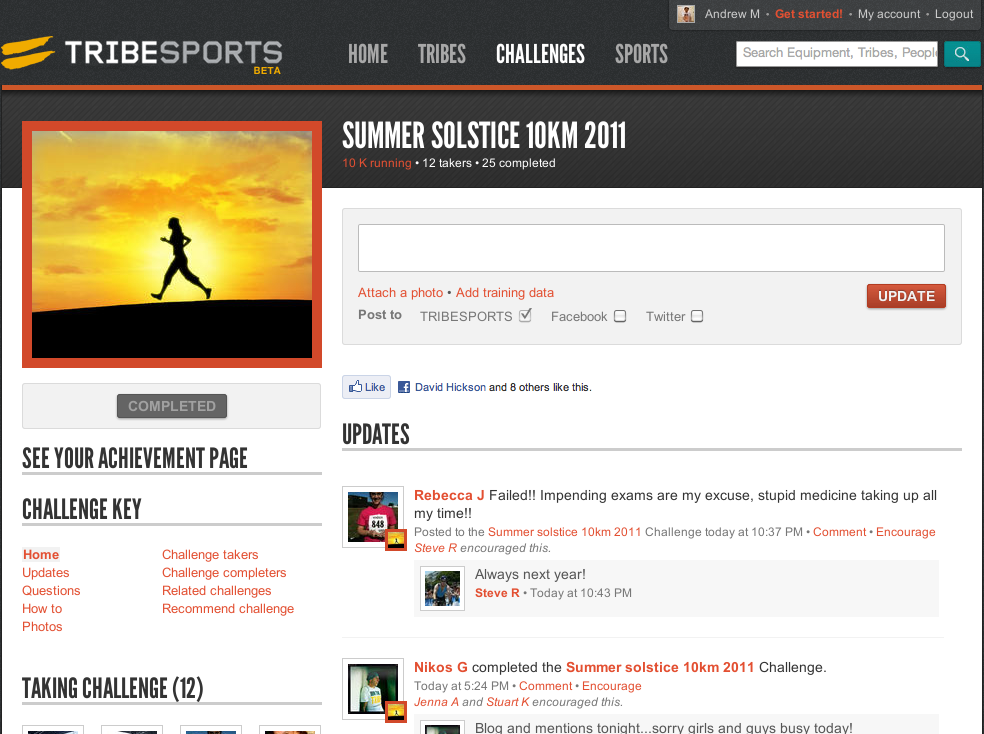 Andrew M • Get started! • My account • Logout
TRIBESPORTS
BETA
HOME TRIBES CHALLENGES SPORTS
Search Equipment, Tribes, People
SUMMER SOLSTICE 10KM 2011
10 K running • 12 takers • 25 completed
Attach a photo • Add training data
UPDATE
Post to TRIBESPORTS Facebook Twitter
COMPLETED
SEE YOUR ACHIEVEMENT PAGE
CHALLENGE KEY
Home
Updates
Questions
How to
Photos
Challenge takers
Challenge completers
Related challenges
Recommend challenge
TAKING CHALLENGE (12)
Like David Hickson and 8 others like this.
UPDATES
848
Rebecca J Failed!! Impending exams are my excuse, stupid medicine taking up all
my time!!
Posted to the Summer solstice 10km 2011 Challenge today at 10:37 PM • Comment • Encourage
Steve R encouraged this.
Always next year!
Steve R • Today at 10:43 PM
Nikos G completed the Summer solstice 10km 2011 Challenge.
Today at 5:24 PM • Comment • Encourage
Jenna A and Stuart K encouraged this.
Blog and mentions tonight...sorry girls and guys busy today!